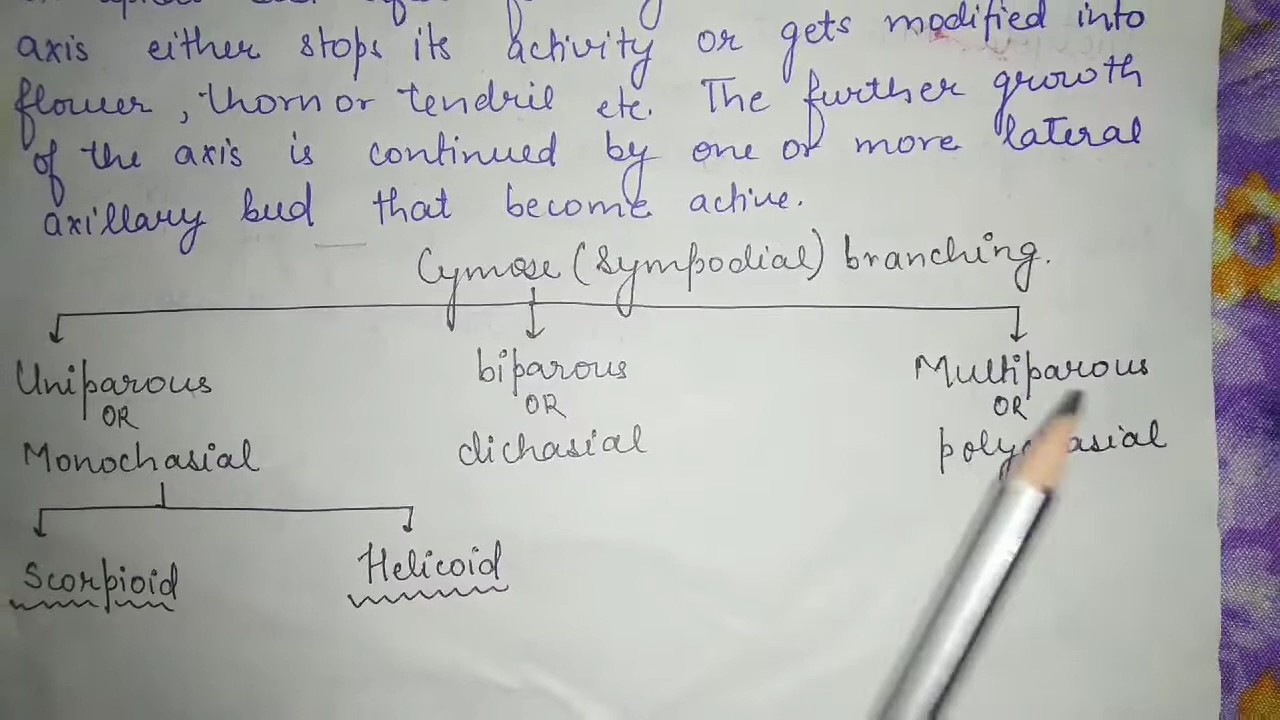 axis either stops its activity or gets modified into
flower, thorn or tendril etc. The further growth
of the axis is continued by one or more lateral
axillary bud that become active.
Cymose (Sympodial) branching.
Uniparous
OR
Monochasial
biparous
OR
dichasial
Multiparous
OR
Scorpioid
Helicoid